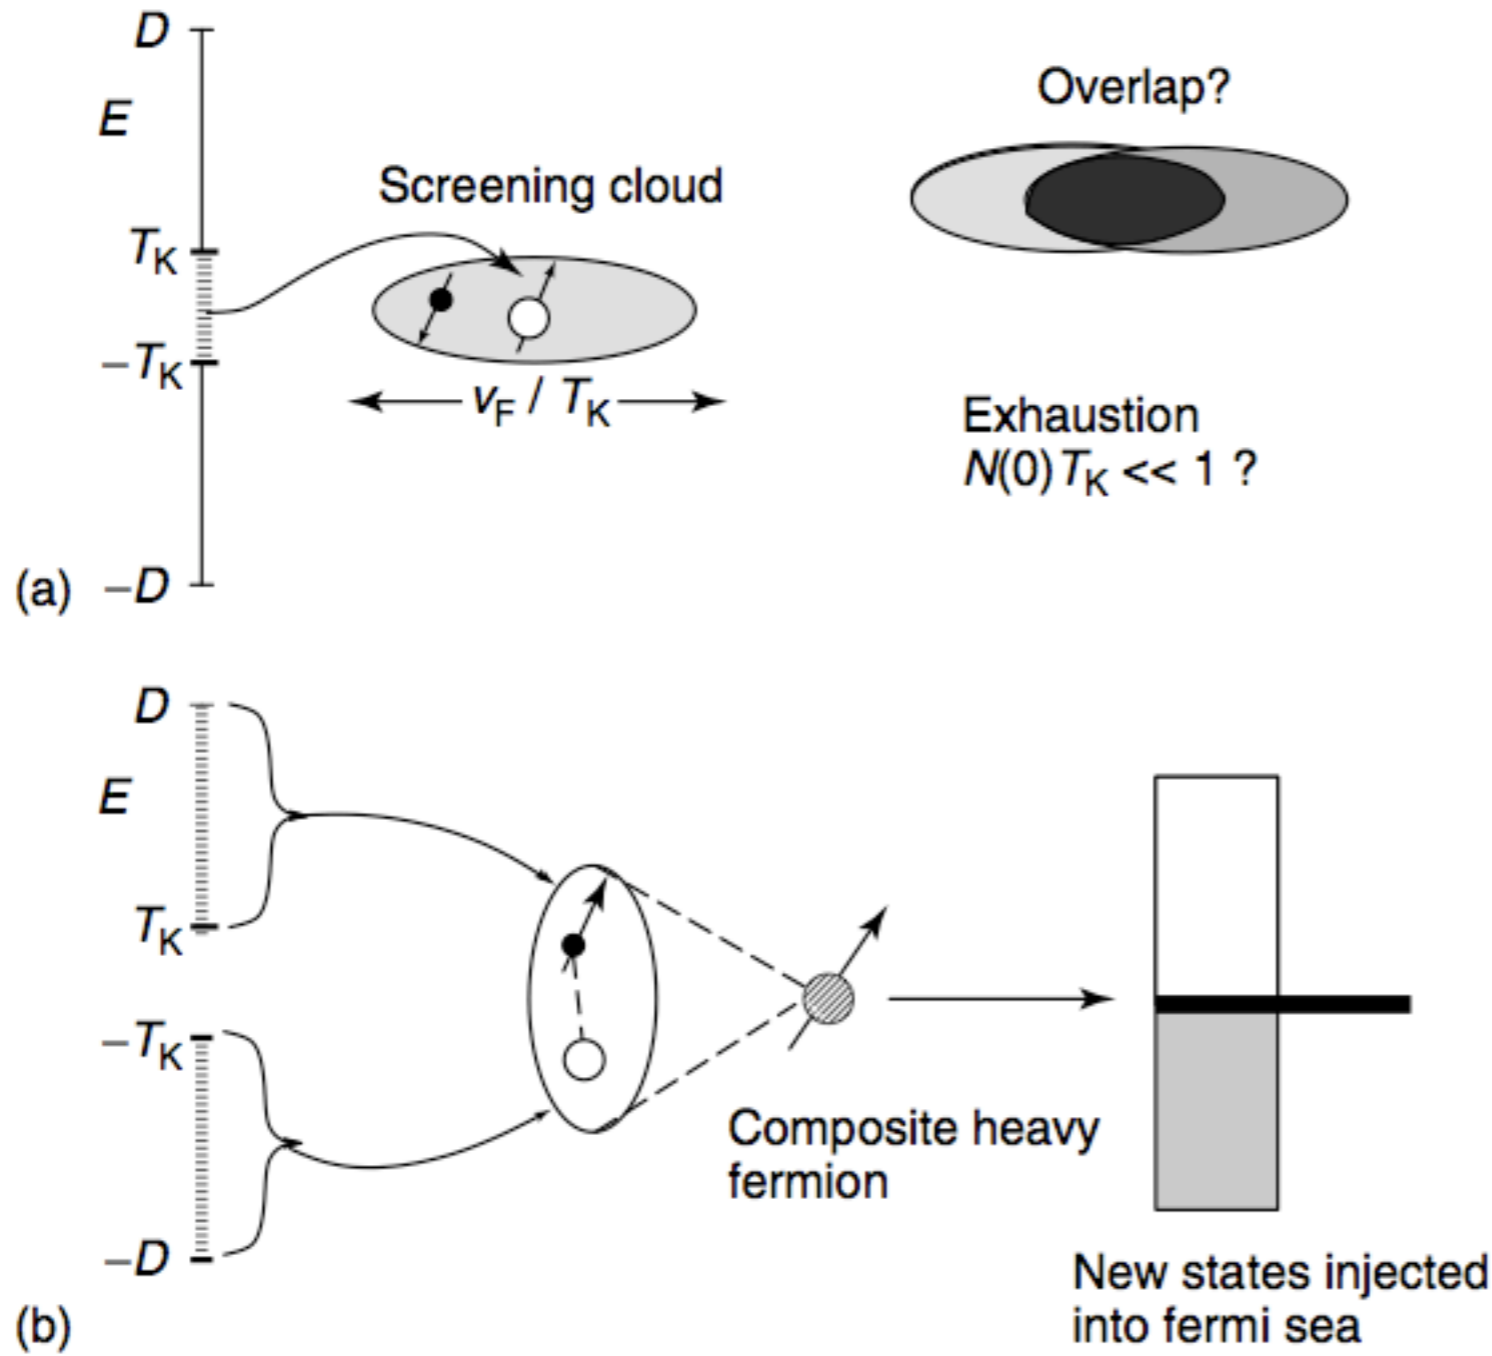 D
E
T_K
−T_K
(a) −D
Screening cloud
v_F / T_K
Overlap?
Exhaustion
N(0)T_K << 1 ?
D
E
T_K
−T_K
−D
(b)
Composite heavy
fermion
New states injected
into fermi sea